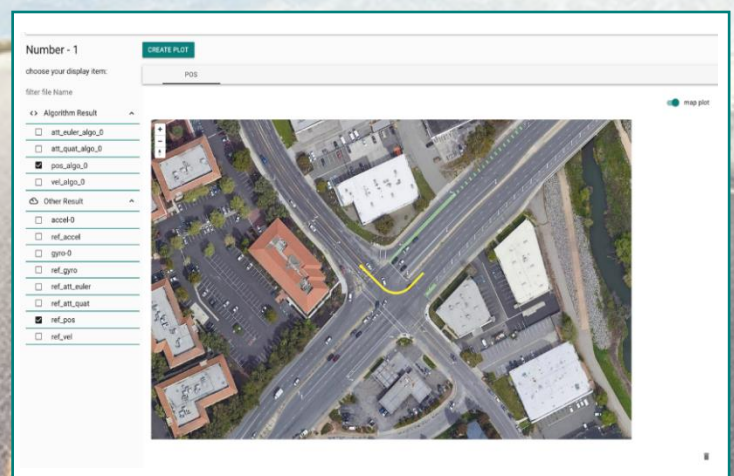 Number - 1
CREATE PLOT
choose your display item:
POS
filter file Name
map plot
<> Algorithm Result
att_euler_algo_0
att_quat_algo_0
pos_algo_0
vel_algo_0
Other Result
accel-0
ref_accel
gyro-0
ref_gyro
ref_att_euler
ref_att_quat
ref_pos
ref_vel